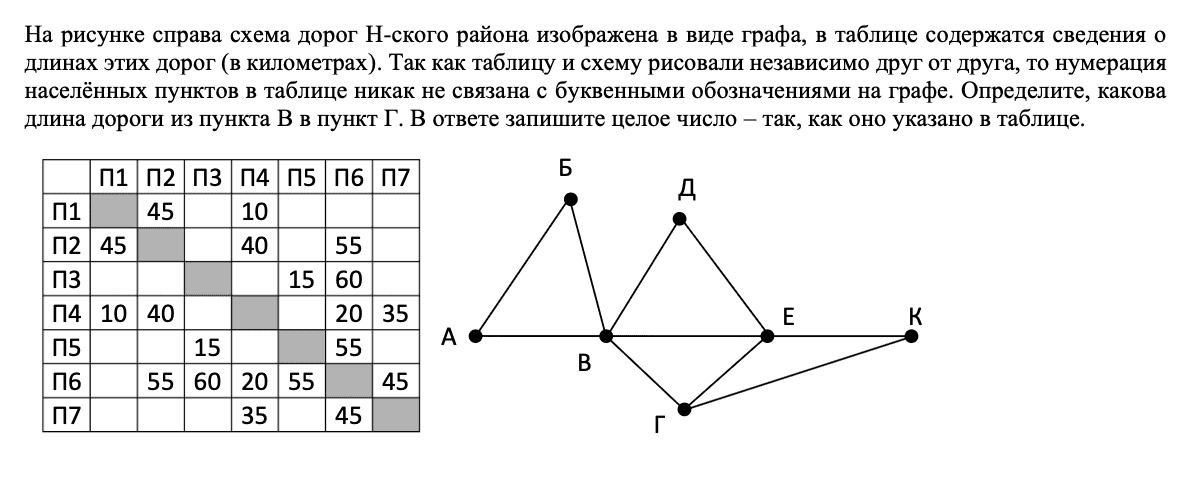 На рисунке справа схема дорог Н-ского района изображена в виде графа, в таблице содержатся сведения о
длинах этих дорог (в километрах). Так как таблицу и схему рисовали независимо друг от друга, то нумерация
населённых пунктов в таблице никак не связана с буквенными обозначениями на графе. Определите, какова
длина дороги из пункта В в пункт Г. В ответе запишите целое число – так, как оно указано в таблице.
П1 П2 П3 П4 П5 П6 П7
П1 45 10
П2 45 40 55
П3 15 60
П4 10 40 20 35
П5 15 55
П6 55 60 20 55 45
П7 35 45
Б
Д
А
В
Е
К
Г